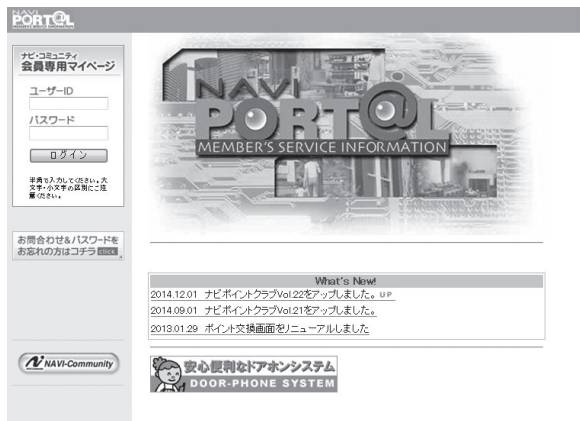 NAVI
PORT@L
ナビ・コミュニティ
会員専用マイページ
ユーザーID
パスワード
ログイン
半角で入力してください。大
文字・小文字の区別にご注
意ください。
お問合わせ&パスワードを
お忘れの方はコチラ click
NAVI-Community
NAVI
PORT@L
MEMBER'S SERVICE INFORMATION
What's New!
2014.12.01 ナビポイントクラブVol.22をアップしました。 UP
2014.09.01 ナビポイントクラブVol.21をアップしました。
2013.01.29 ポイント交換画面をリニューアルしました
安心便利なドアホンシステム
DOOR-PHONE SYSTEM